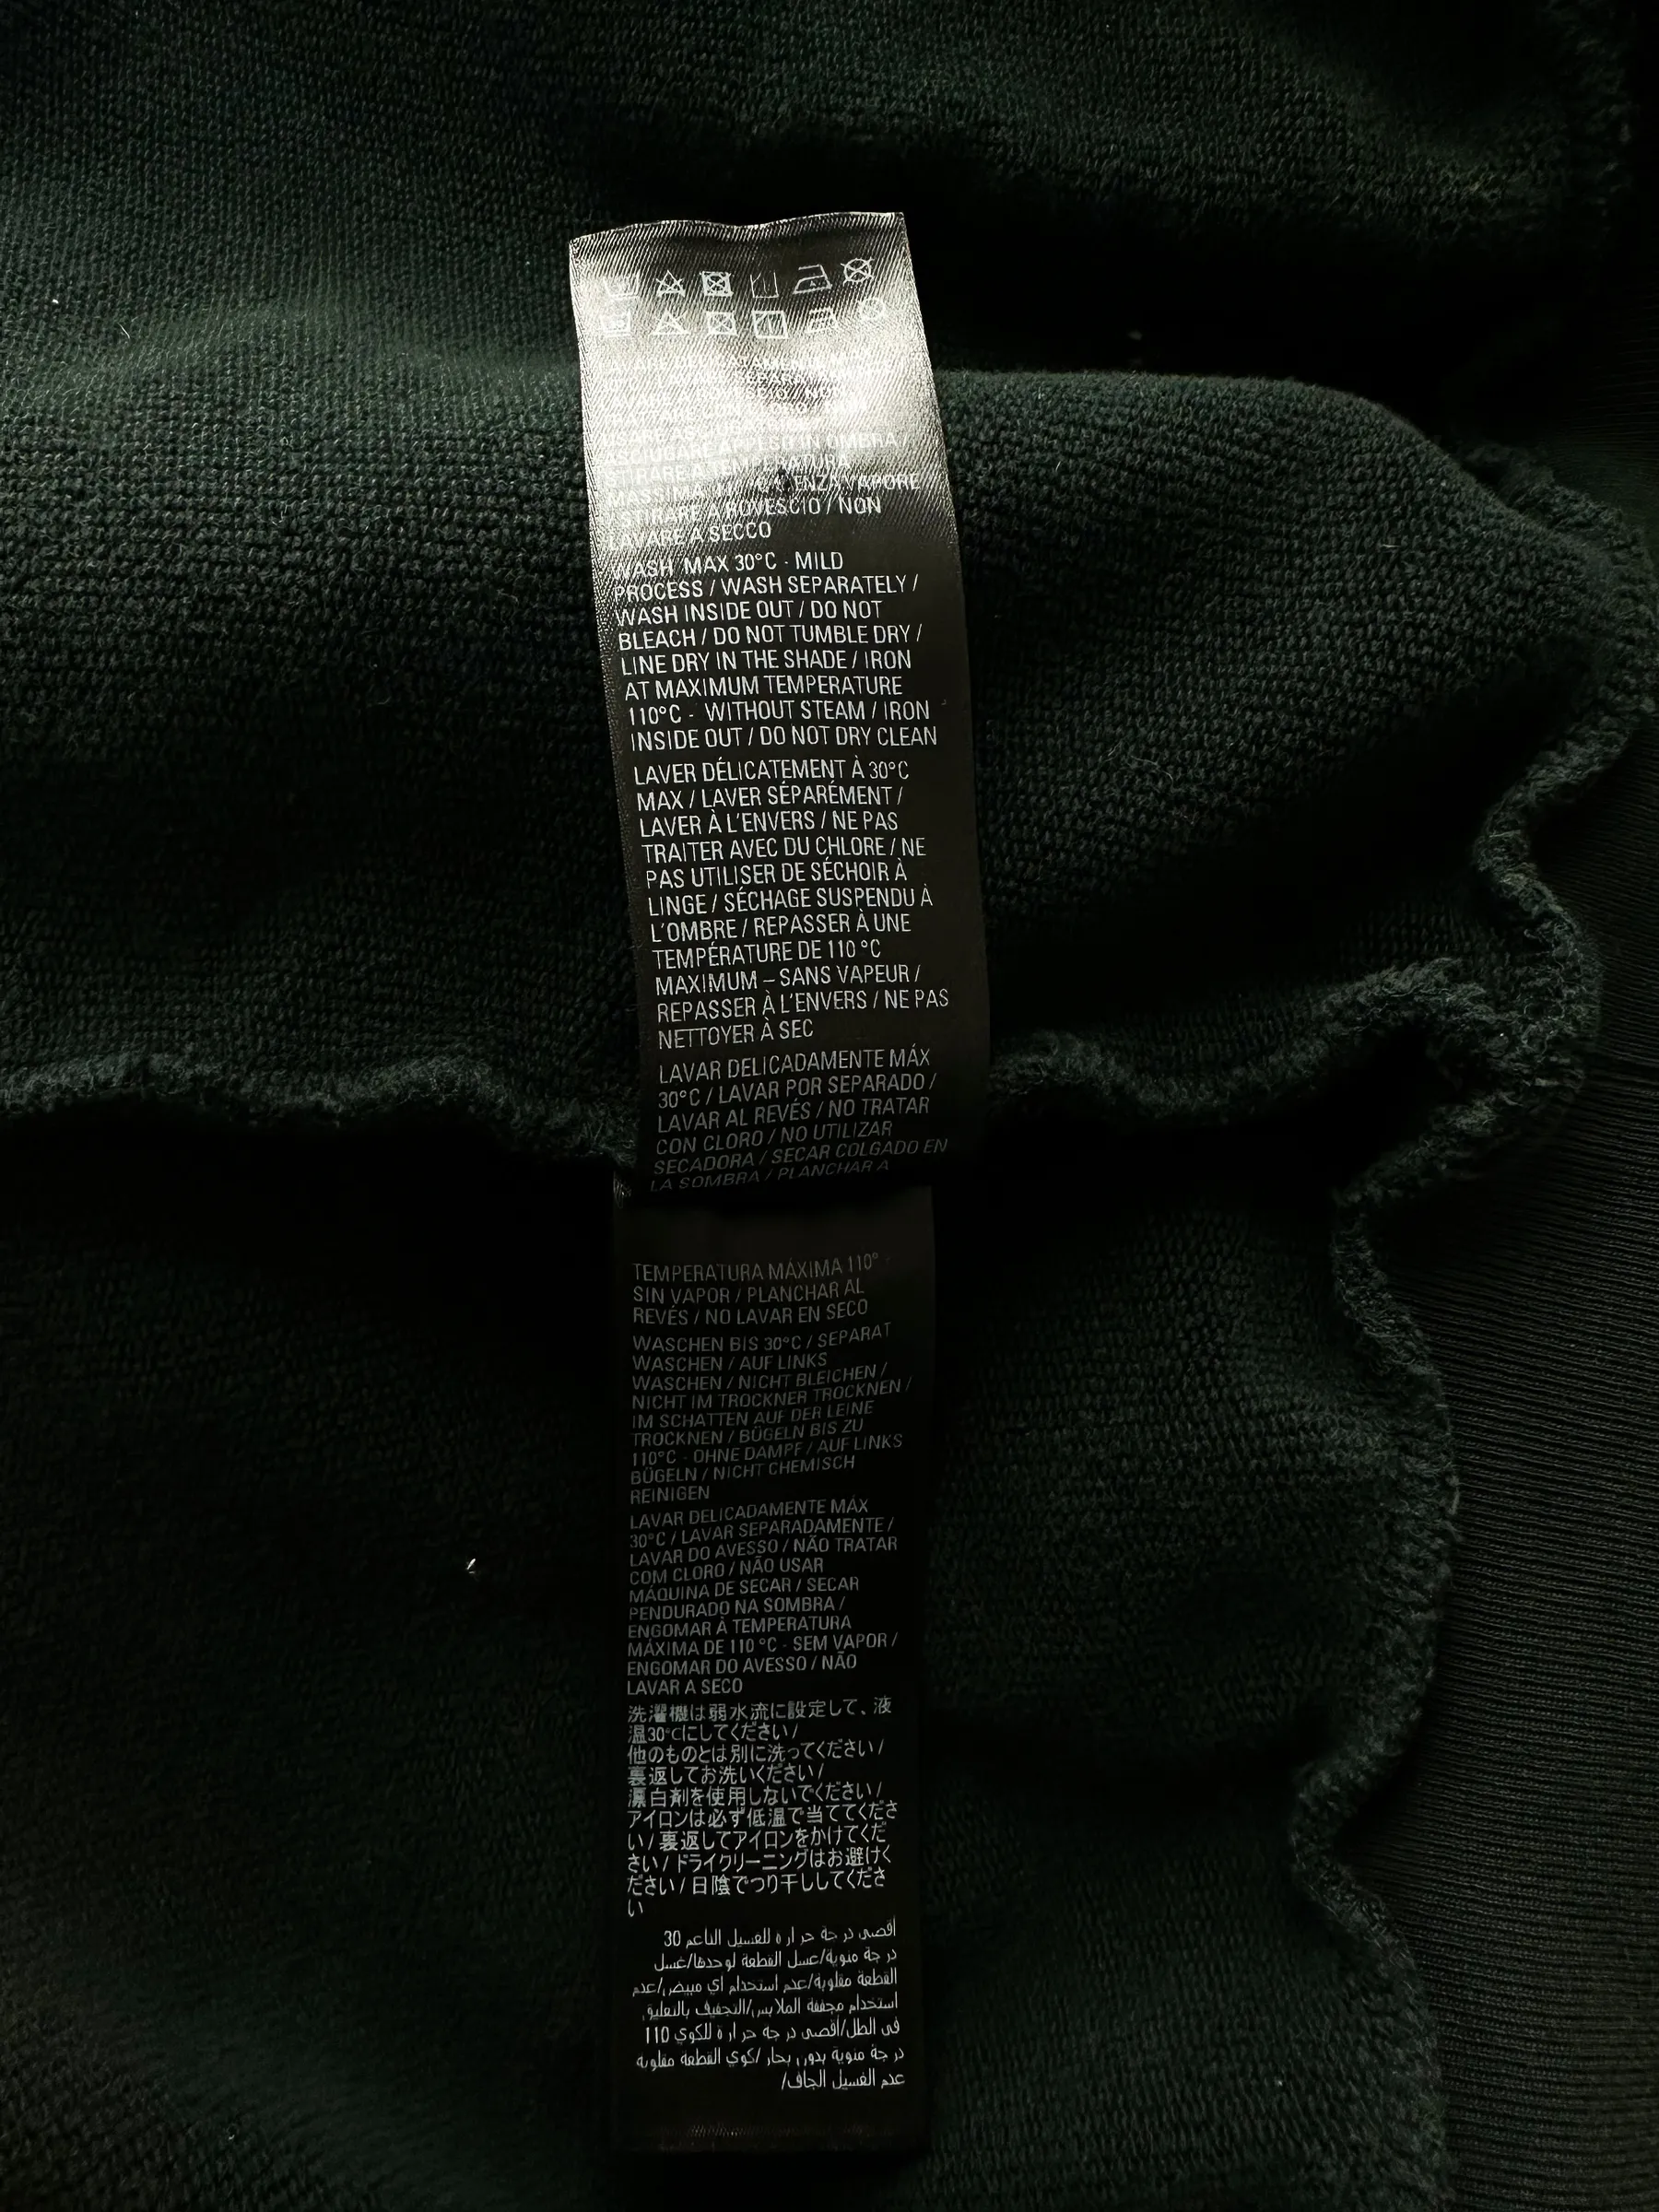 USARE ASCIUGATRICE /
ASCIUGARE APPESO IN OMBRA /
STIRARE A TEMPERATURA
MASSIMA SENZA VAPORE
/ STIRARE A ROVESCIO / NON
LAVARE A SECCO
WASH MAX 30°C - MILD
PROCESS / WASH SEPARATELY /
WASH INSIDE OUT / DO NOT
BLEACH / DO NOT TUMBLE DRY /
LINE DRY IN THE SHADE / IRON
AT MAXIMUM TEMPERATURE
110°C - WITHOUT STEAM / IRON
INSIDE OUT / DO NOT DRY CLEAN
LAVER DÉLICATEMENT À 30°C
MAX / LAVER SÉPARÉMENT /
LAVER À L'ENVERS / NE PAS
TRAITER AVEC DU CHLORE / NE
PAS UTILISER DE SÉCHOIR À
LINGE / SÉCHAGE SUSPENDU À
L'OMBRE / REPASSER À UNE
TEMPÉRATURE DE 110 °C
MAXIMUM – SANS VAPEUR /
REPASSER À L'ENVERS / NE PAS
NETTOYER À SEC
LAVAR DELICADAMENTE MÁX
30°C / LAVAR POR SEPARADO /
LAVAR AL REVÉS / NO TRATAR
CON CLORO / NO UTILIZAR
SECADORA / SECAR COLGADO EN
LA SOMBRA / PLANCHAR A
TEMPERATURA MÁXIMA 110° -
SIN VAPOR / PLANCHAR AL
REVÉS / NO LAVAR EN SECO
WASCHEN BIS 30°C / SEPARAT
WASCHEN / AUF LINKS
WASCHEN / NICHT BLEICHEN /
NICHT IM TROCKNER TROCKNEN /
IM SCHATTEN AUF DER LEINE
TROCKNEN / BÜGELN BIS ZU
110°C - OHNE DAMPF / AUF LINKS
BÜGELN / NICHT CHEMISCH
REINIGEN
LAVAR DELICADAMENTE MÁX
30°C / LAVAR SEPARADAMENTE /
LAVAR DO AVESSO / NÃO TRATAR
COM CLORO / NÃO USAR
MÁQUINA DE SECAR / SECAR
PENDURADO NA SOMBRA /
ENGOMAR À TEMPERATURA
MÁXIMA DE 110 °C - SEM VAPOR /
ENGOMAR DO AVESSO / NÃO
LAVAR A SECO
洗濯機は弱水流に設定して、液
温30°Cにしてください/
他のものとは別に洗ってください/
裏返してお洗いください/
漂白剤を使用しないでください/
アイロンは必ず低温で当ててくださ
い/裏返してアイロンをかけてくだ
さい/ドライクリーニングはお避けく
ださい/日陰でつり干ししてくださ
い
أقصى درجة حرارة للغسيل الناعم 30
درجة مئوية/غسل القطعة لوحدها/غسل
القطعة مقلوبة/عدم استخدام أي مبيض/عدم
استخدام مجففة الملابس/التجفيف بالتعليق
في الظل/أقصى درجة حرارة للكوي 110
درجة مئوية بدون بخار/كوي القطعة مقلوبة
عدم الغسيل الجاف/